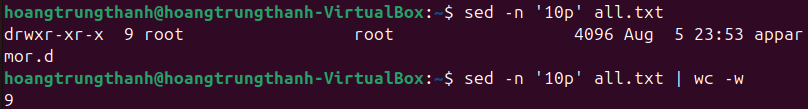 hoangtrungthanh@hoangtrungthanh-VirtualBox:~$ sed -n '10p' all.txt
drwxr-xr-x  9 root             root               4096 Aug  5 23:53 appar
mor.d
hoangtrungthanh@hoangtrungthanh-VirtualBox:~$ sed -n '10p' all.txt | wc -w
9